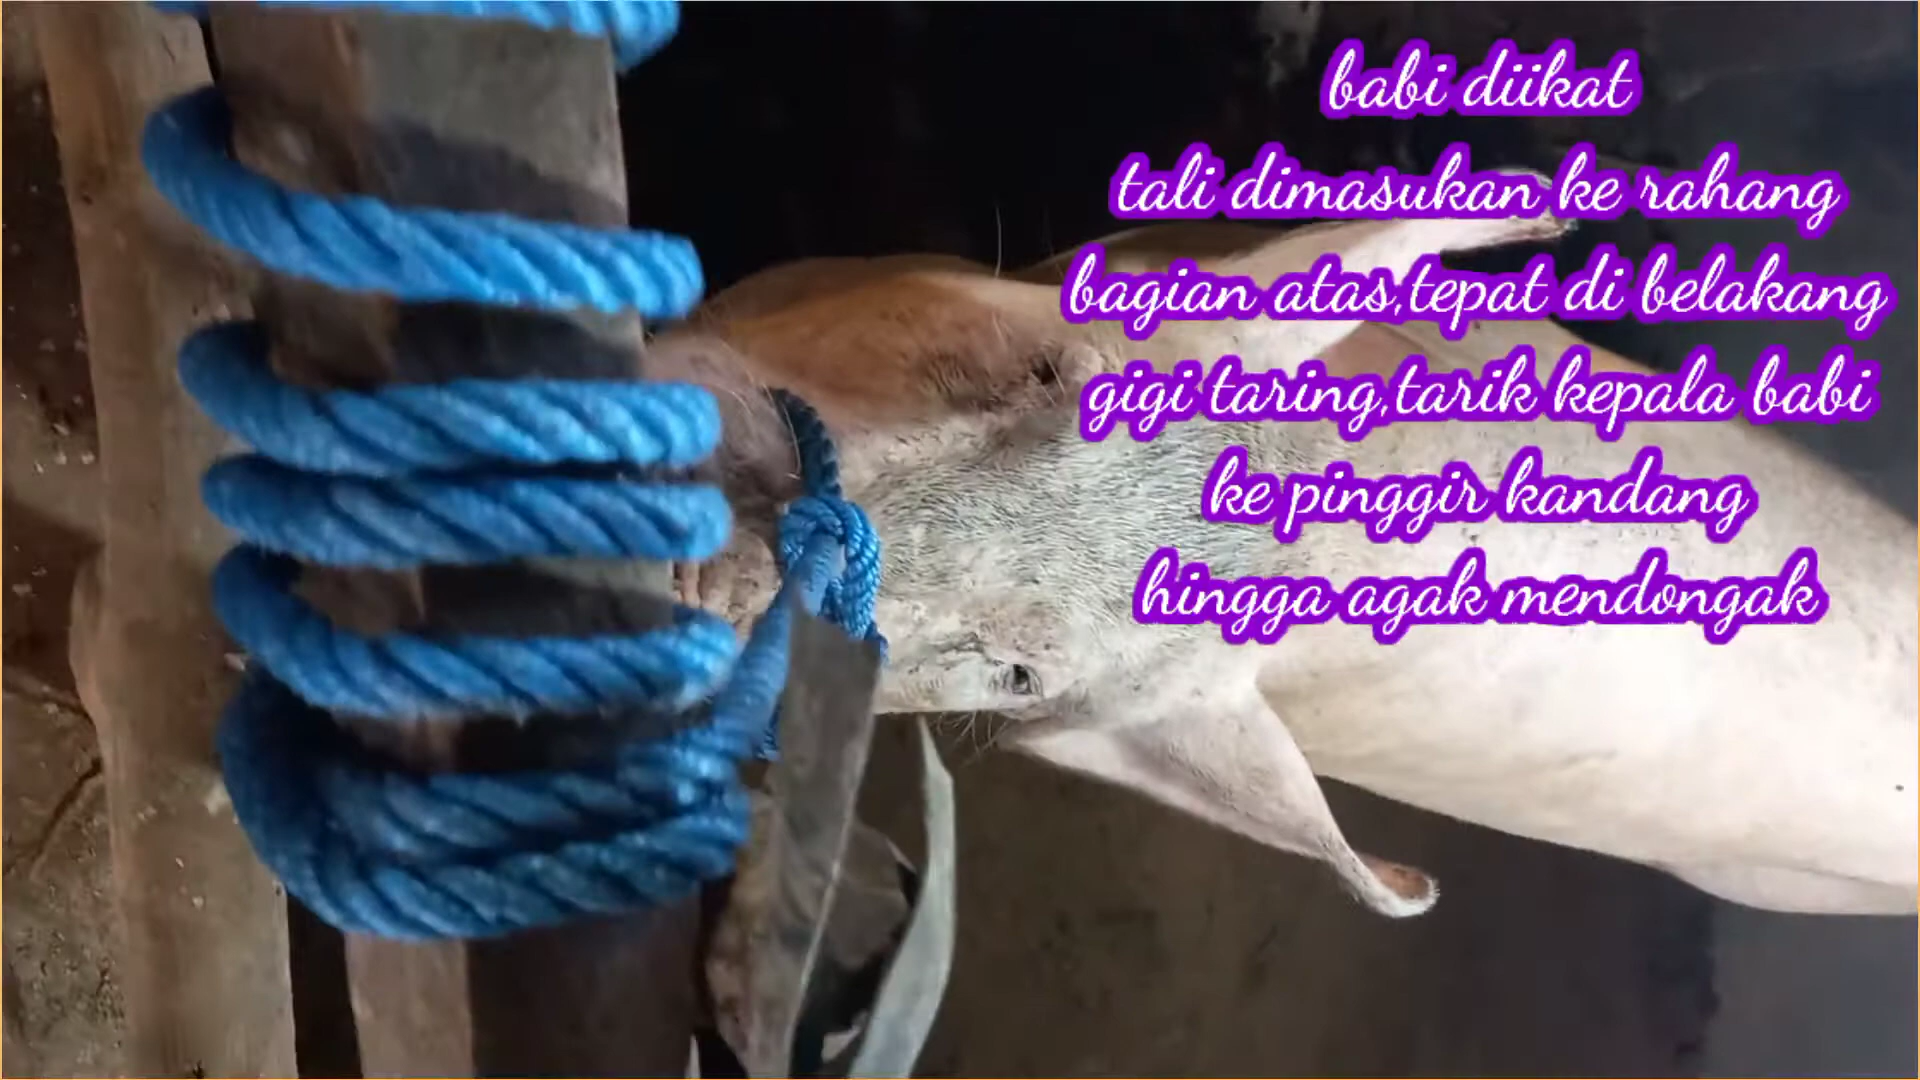 babi diikat
tali dimasukan ke rahang
bagian atas,tepat di belakang
gigi taring,tarik kepala babi
ke pinggir kandang
hingga agak mendongak